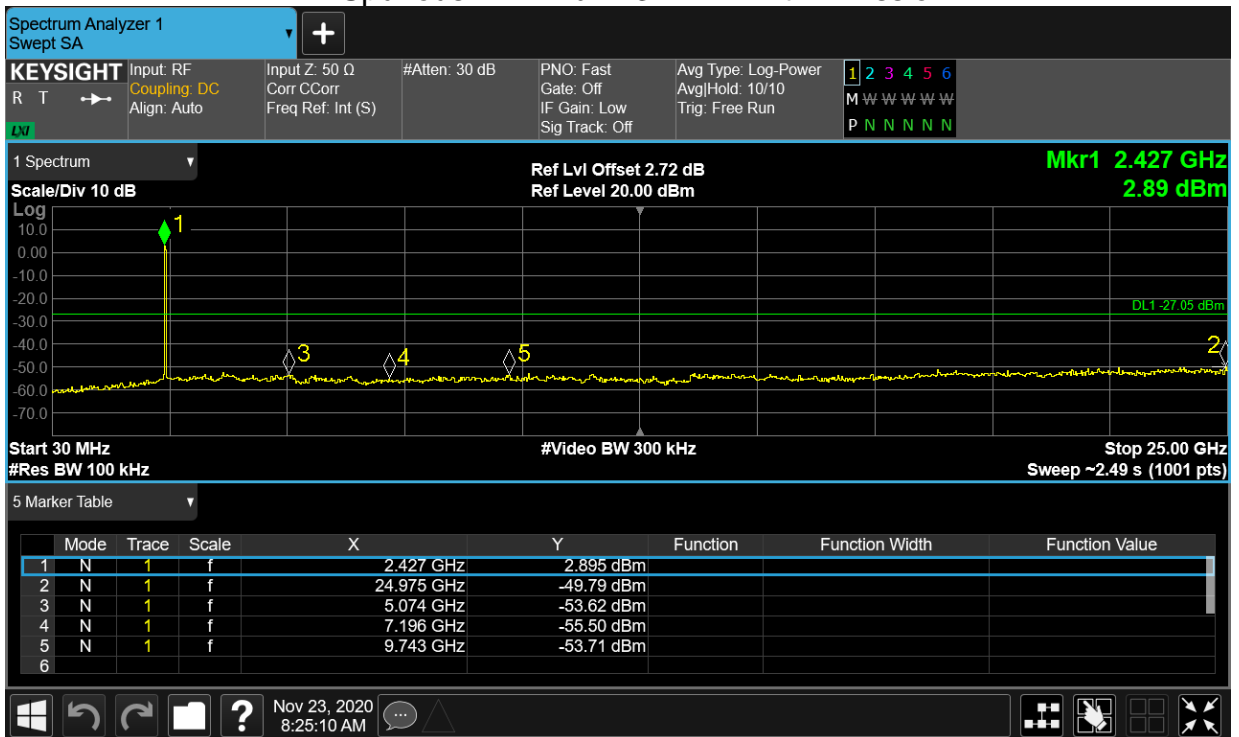 Spectrum Analyzer 1
Swept SA
+
KEYSIGHT Input: RF Input Z: 50 Ω #Atten: 30 dB PNO: Fast Avg Type: Log-Power 1 2 3 4 5 6
R T Coupling: DC Corr CCorr Gate: Off Avg|Hold: 10/10 M W W W W W
Align: Auto Freq Ref: Int (S) IF Gain: Low Trig: Free Run
LXI Sig Track: Off P N N N N N
1 Spectrum Ref Lvl Offset 2.72 dB Mkr1 2.427 GHz
Scale/Div 10 dB Ref Level 20.00 dBm 2.89 dBm
Log
10.0 1
0.00
-10.0
-20.0
DL1 -27.05 dBm
-30.0
-40.0
3 4 5 2
-50.0
-60.0
-70.0
Start 30 MHz #Video BW 300 kHz Stop 25.00 GHz
#Res BW 100 kHz Sweep ~2.49 s (1001 pts)
5 Marker Table
Mode Trace Scale X Y Function Function Width Function Value
1 N 1 f 2.427 GHz 2.895 dBm
2 N 1 f 24.975 GHz -49.79 dBm
3 N 1 f 5.074 GHz -53.62 dBm
4 N 1 f 7.196 GHz -55.50 dBm
5 N 1 f 9.743 GHz -53.71 dBm
6
? Nov 23, 2020
8:25:10 AM